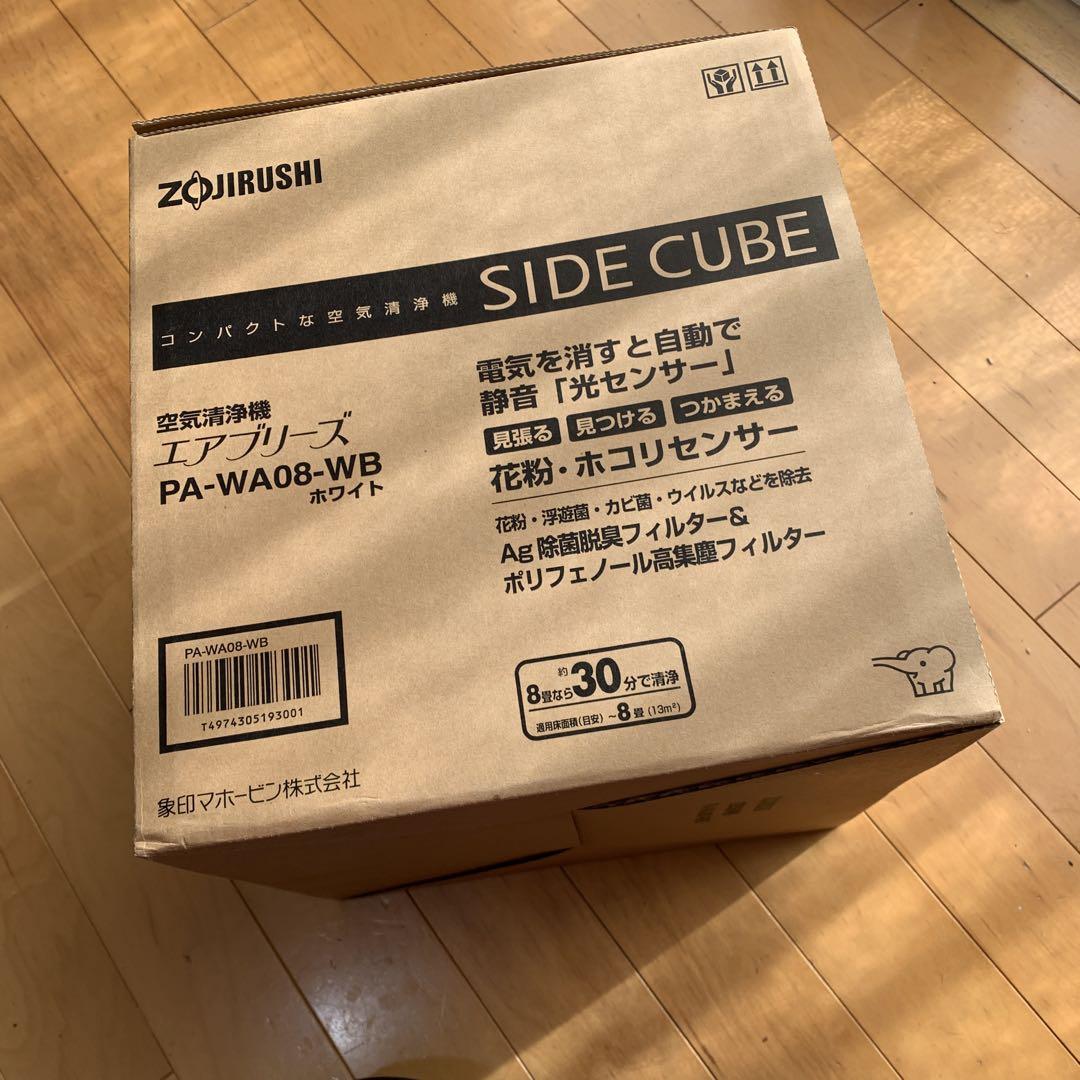 ZOJIRUSHI
コンパクトな空気清浄機 SIDE CUBE
空気清浄機
エアブリーズ
PA-WA08-WB
ホワイト
電気を消すと自動で
静音「光センサー」
見張る 見つける つかまえる
花粉・ホコリセンサー
花粉・浮遊菌・カビ菌・ウイルスなどを除去
Ag除菌脱臭フィルター&
ポリフェノール高集塵フィルター
PA-WA08-WB
T4974305193001
8畳なら約30分で清浄
適用床面積(目安)~8畳(13m²)
象印マホービン株式会社